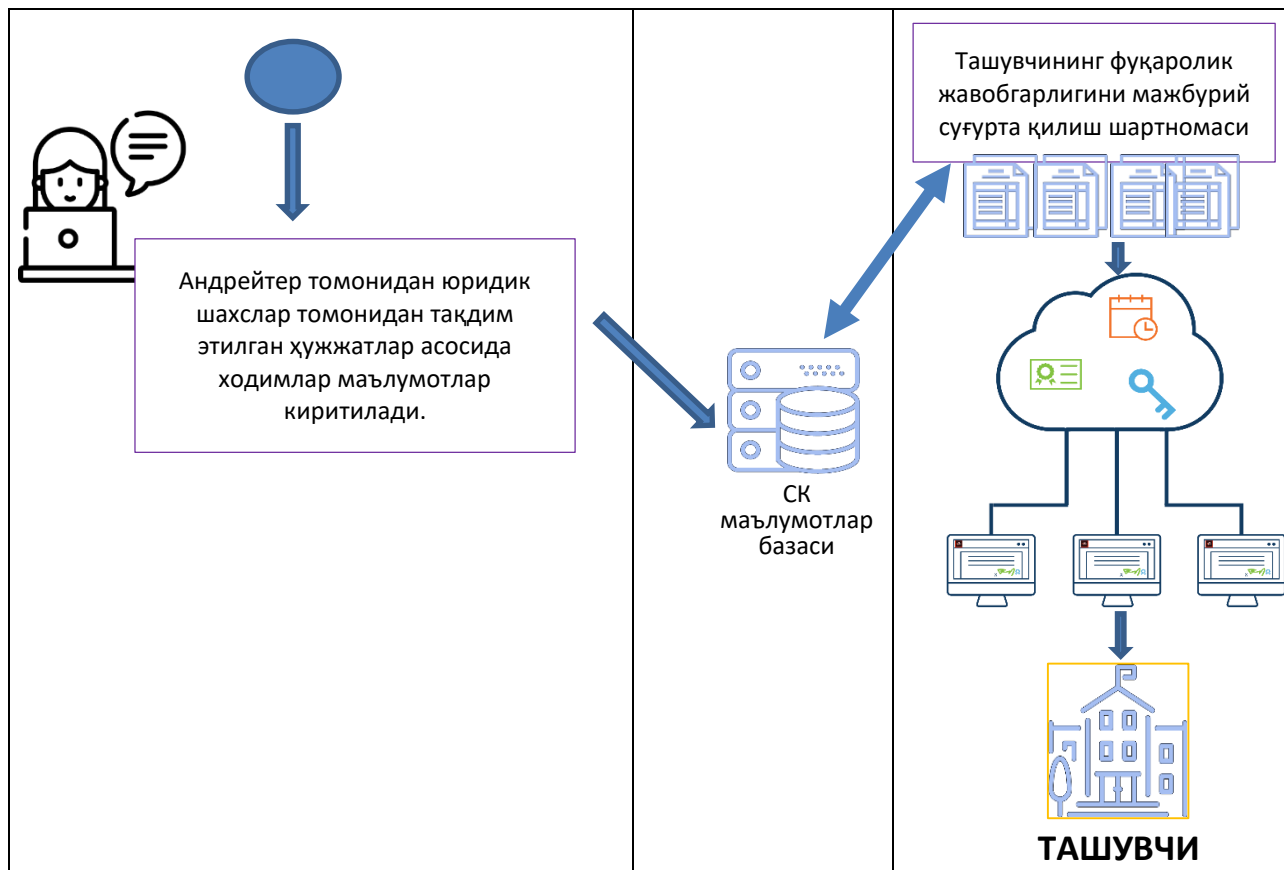 Андрейтер томонидан юридик
шахслар томонидан тақдим
этилган ҳужжатлар асосида
ходимлар маълумотлар
киритилади.
СК
маълумотлар
базаси
Ташувчининг фуқаролик
жавобгарлигини мажбурий
суғурта қилиш шартномаси
ТАШУВЧИ